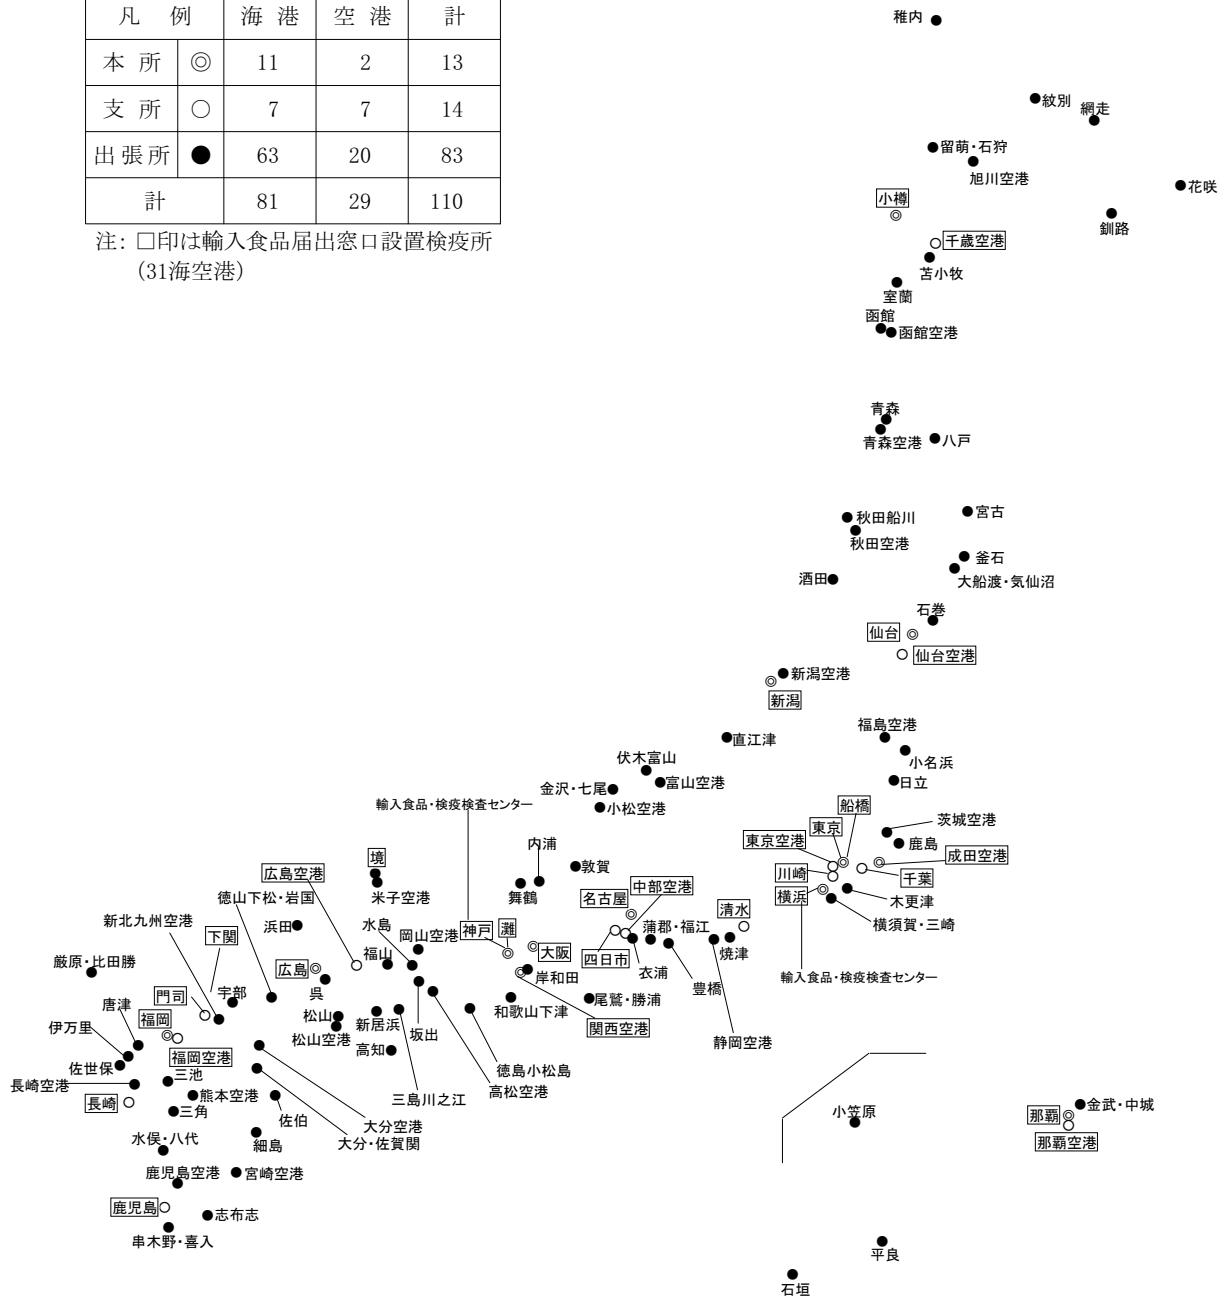 凡 例 海 港 空 港 計
本 所 ◎ 11 2 13
支 所 ○ 7 7 14
出張所 ● 63 20 83
計 81 29 110
注: □印は輸入食品届出窓口設置検疫所
(31海空港)
稚内
紋別
網走
留萌・石狩
旭川空港
花咲
小樽
釧路
千歳空港
苫小牧
室蘭
函館
函館空港
青森
青森空港
八戸
秋田船川
宮古
秋田空港
釜石
酒田
大船渡・気仙沼
石巻
仙台
仙台空港
新潟空港
新潟
福島空港
直江津
小名浜
伏木富山
富山空港
日立
金沢・七尾
小松空港
輸入食品・検疫検査センター
船橋
東京
茨城空港
東京空港
鹿島
成田空港
内浦
敦賀
川崎
千葉
境
広島空港
米子空港
舞鶴
中部空港
名古屋
横浜
木更津
徳山下松・岩国
新北九州空港
浜田
水島
神戸
灘
清水
蒲郡・福江
横須賀・三崎
下関
岡山空港
大阪
四日市
焼津
厳原・比田勝
広島
福山
岸和田
衣浦
輸入食品・検疫検査センター
門司
宇部
呉
豊橋
唐津
福岡
松山
新居浜
和歌山下津
尾鷲・勝浦
伊万里
松山空港
坂出
関西空港
静岡空港
福岡空港
高知
佐世保
徳島小松島
長崎空港
三池
高松空港
長崎
熊本空港
三島川之江
三角
佐伯
大分空港
小笠原
金武・中城
那覇
水俣・八代
細島
大分・佐賀関
那覇空港
鹿児島空港
宮崎空港
鹿児島
志布志
串木野・喜入
平良
石垣